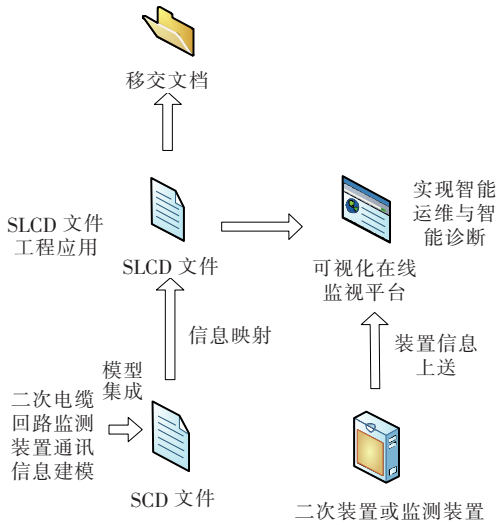 移交文档
SLCD 文件
工程应用
SLCD 文件
实现智能
运维与智
能诊断
可视化在线
监视平台
信息映射
装置信息
上送
模型
集成
二次电缆
回路监测
装置通讯
信息建模
SCD 文件
二次装置或监测装置